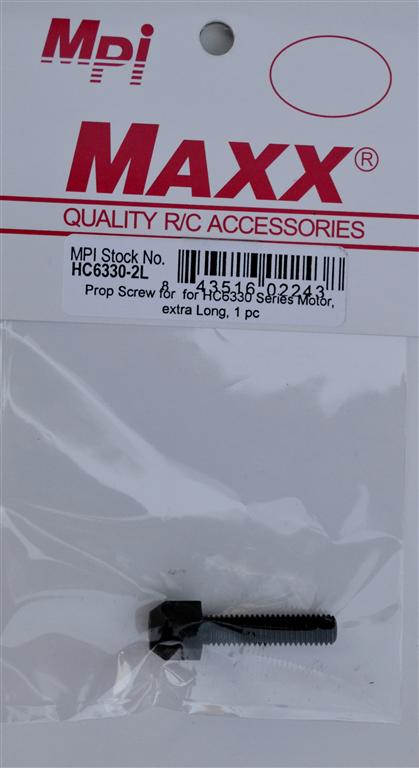 MPi
MAXX®
QUALITY R/C ACCESSORIES
MPI Stock No.
HC6330-2L
8 43516 02243
Prop Screw for for HC6330 Series Motor,
extra Long, 1 pc